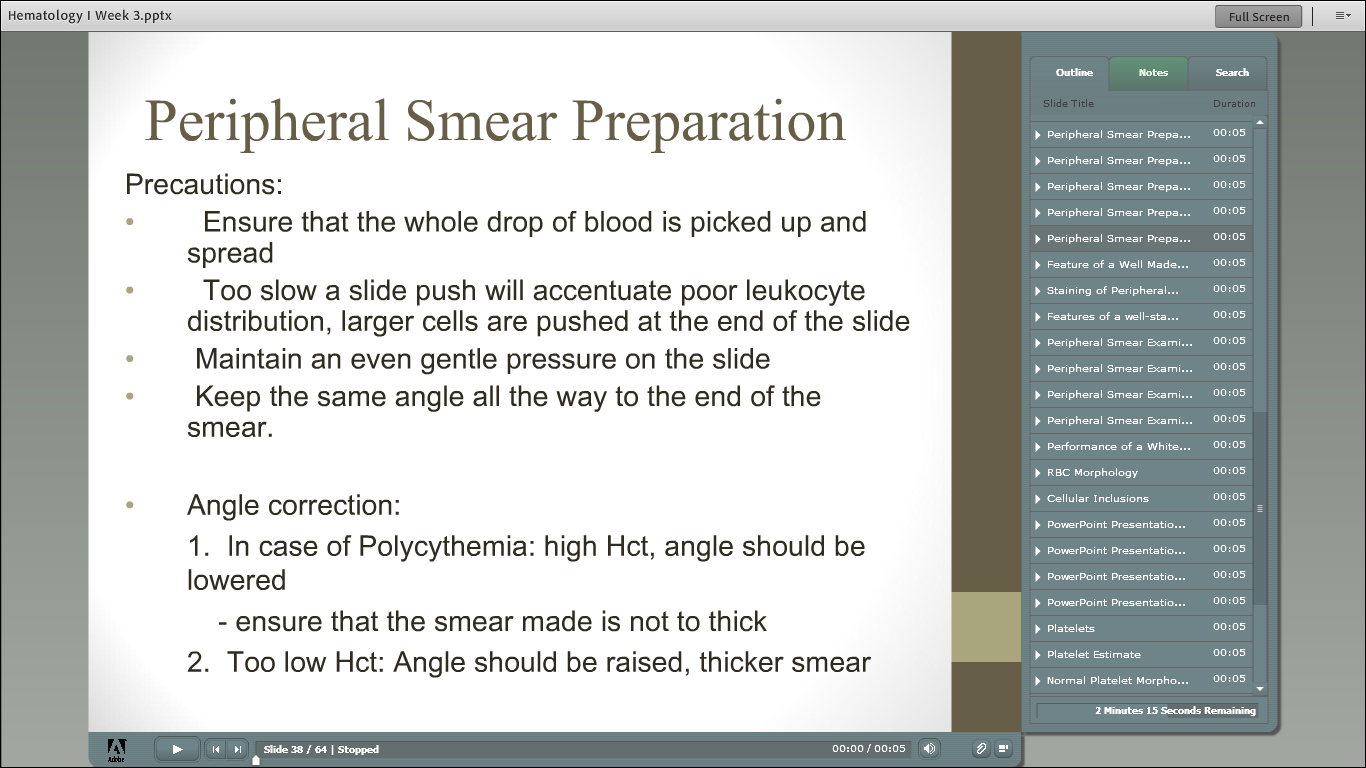 Hematology I Week 3.pptx
Full Screen
Peripheral Smear Preparation
Precautions:
• Ensure that the whole drop of blood is picked up and
spread
• Too slow a slide push will accentuate poor leukocyte
distribution, larger cells are pushed at the end of the slide
• Maintain an even gentle pressure on the slide
• Keep the same angle all the way to the end of the
smear.
• Angle correction:
1. In case of Polycythemia: high Hct, angle should be
lowered
- ensure that the smear made is not to thick
2. Too low Hct: Angle should be raised, thicker smear
Outline Notes Search
Slide Title Duration
Peripheral Smear Prepa... 00:05
Peripheral Smear Prepa... 00:05
Peripheral Smear Prepa... 00:05
Peripheral Smear Prepa... 00:05
Peripheral Smear Prepa... 00:05
Feature of a Well Made... 00:05
Staining of Peripheral... 00:05
Features of a well-sta... 00:05
Peripheral Smear Exami... 00:05
Peripheral Smear Exami... 00:05
Peripheral Smear Exami... 00:05
Peripheral Smear Exami... 00:05
Performance of a White... 00:05
RBC Morphology 00:05
Cellular Inclusions 00:05
PowerPoint Presentatio... 00:05
PowerPoint Presentatio... 00:05
PowerPoint Presentatio... 00:05
PowerPoint Presentatio... 00:05
Platelets 00:05
Platelet Estimate 00:05
Normal Platelet Morpho... 00:05
2 Minutes 15 Seconds Remaining
Adobe
Slide 38 / 64 | Stopped
00:00 / 00:05